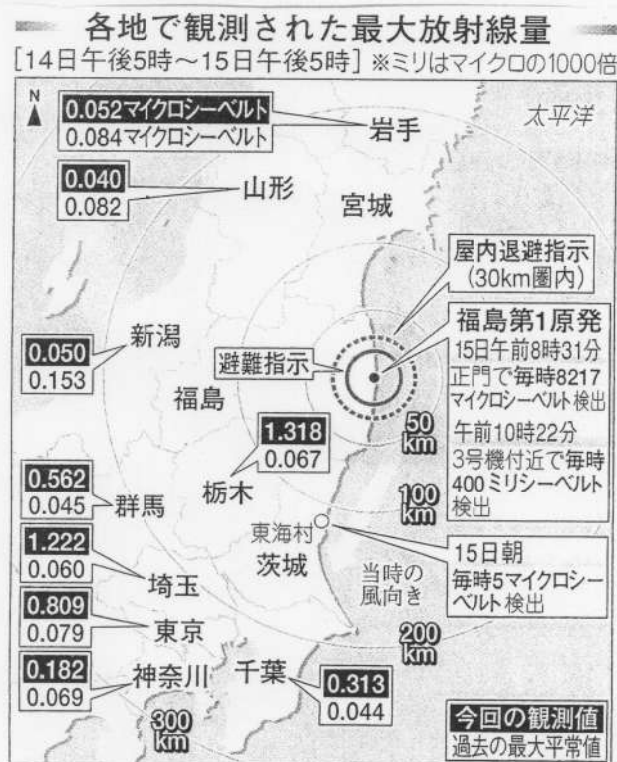 各地で観測された最大放射線量
[14日午後5時〜15日午後5時] ※ミリはマイクロの1000倍
N
0.052マイクロシーベルト
0.084マイクロシーベルト
岩手
太平洋
0.040
0.082
山形
宮城
屋内退避指示
(30km圏内)
福島第1原発
15日午前8時31分
正門で毎時8217
マイクロシーベルト検出
午前10時22分
3号機付近で毎時
400ミリシーベルト
検出
避難指示
0.050
0.153
新潟
福島
1.318
0.067
栃木
50
km
100
km
0.562
0.045
群馬
東海村
茨城
15日朝
毎時5マイクロシー
ベルト検出
当時の
風向き
1.222
0.060
埼玉
0.809
0.079
東京
200
km
0.182
0.069
神奈川
千葉
0.313
0.044
300
km
今回の観測値
過去の最大平常値